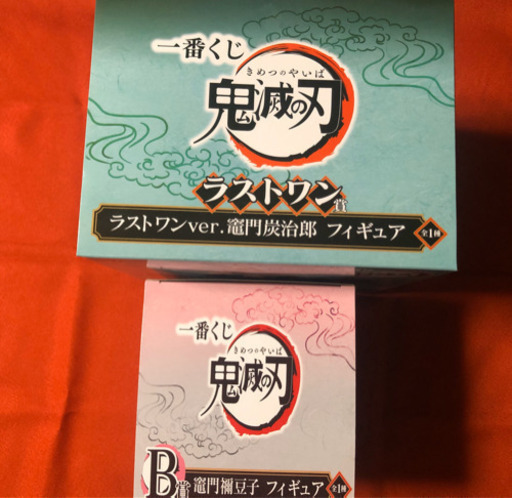 一番くじ
きめつのやいば
鬼滅の刃
ラストワン賞
ラストワンver.竈門炭治郎 フィギュア 全1種
一番くじ
きめつのやいば
鬼滅の刃
B賞 竈門禰豆子 フィギュア 全1種